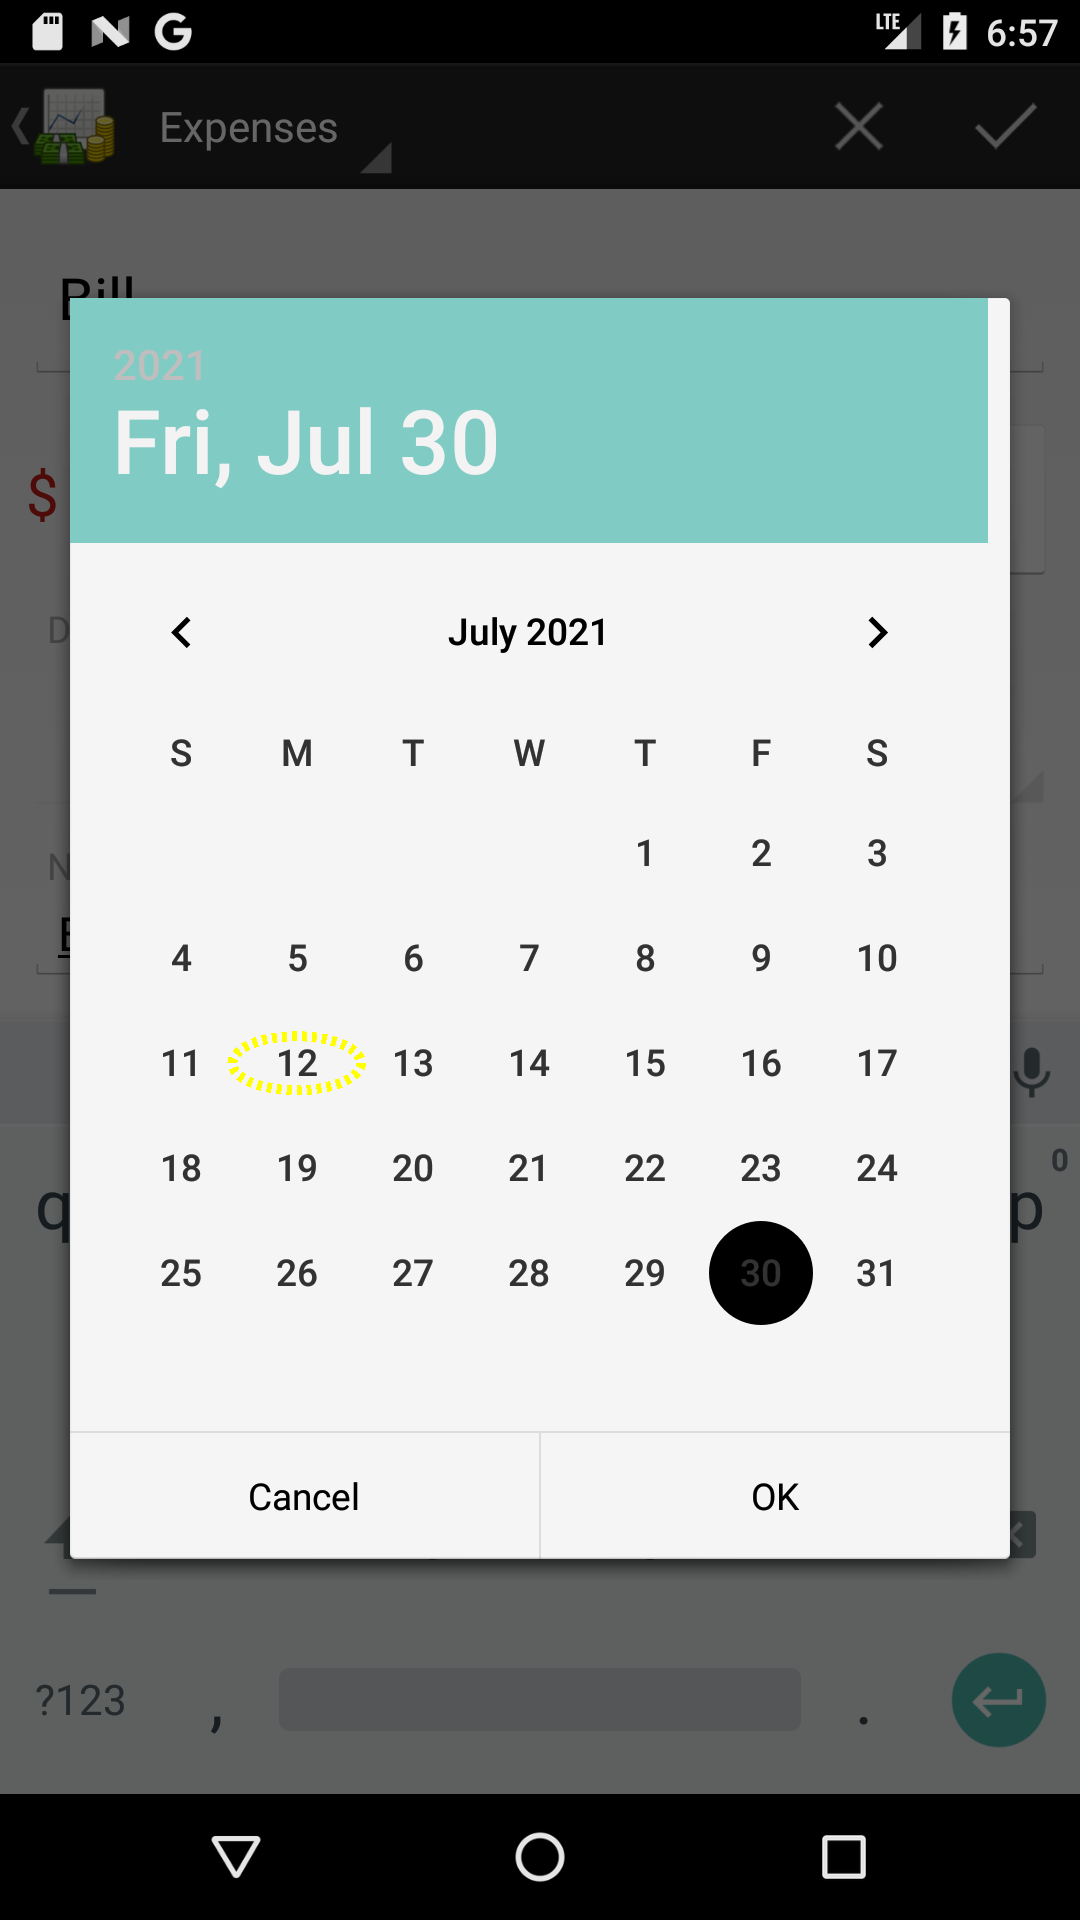 LTE 6:57
Expenses
Bill
2021
Fri, Jul 30
$
D
July 2021
S M T W T F S
1 2 3
N
4 5 6 7 8 9 10
11 12 13 14 15 16 17
18 19 20 21 22 23 24
0
q p
25 26 27 28 29 30 31
Cancel OK
?123 , .